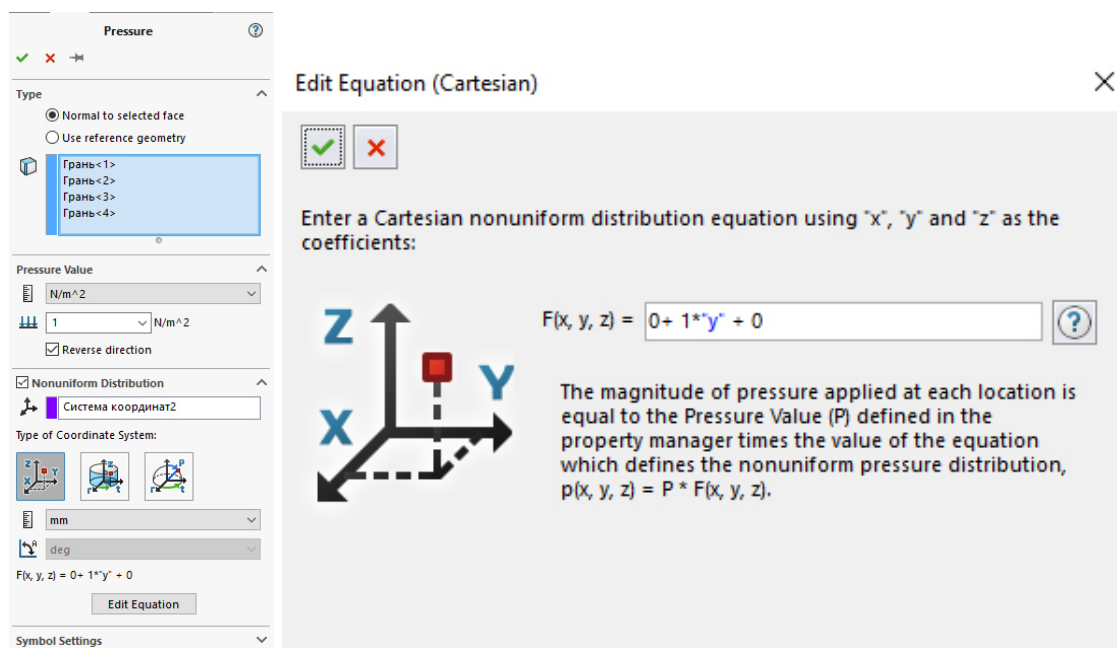 Pressure
Type
Normal to selected face
Use reference geometry
Грань<1>
Грань<2>
Грань<3>
Грань<4>
Pressure Value
N/m^2
1
N/m^2
Reverse direction
Nonuniform Distribution
Система координат2
Type of Coordinate System:
mm
deg
F(x, y, z) = 0+ 1*"y" + 0
Edit Equation
Symbol Settings
Edit Equation (Cartesian)
Enter a Cartesian nonuniform distribution equation using "x", "y" and "z" as the
coefficients:
Z
Y
X
F(x, y, z) = 0+ 1*"y" + 0
The magnitude of pressure applied at each location is
equal to the Pressure Value (P) defined in the
property manager times the value of the equation
which defines the nonuniform pressure distribution,
p(x, y, z) = P * F(x, y, z).